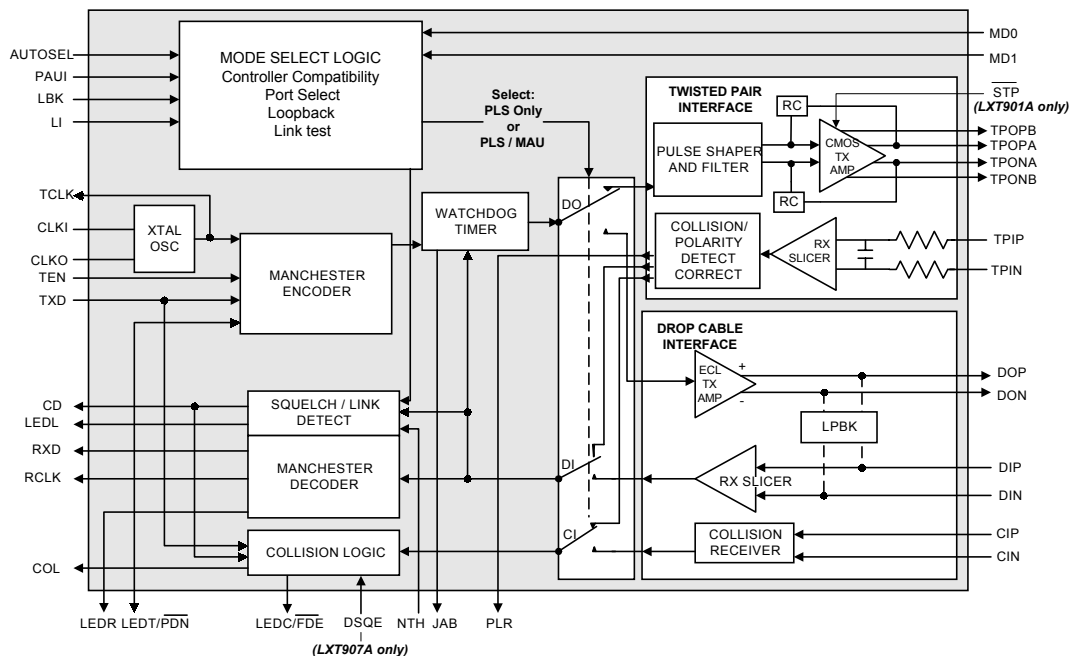 AUTOSEL
PAUI
LBK
LI
MODE SELECT LOGIC
Controller Compatibility
Port Select
Loopback
Link test
MD0
MD1
Select:
PLS Only
or
PLS / MAU
TWISTED PAIR
INTERFACE
RC
STP
(LXT901A only)
PULSE SHAPER
AND FILTER
CMOS
TX
AMP
RC
TPOPB
TPOPA
TPONA
TPONB
TCLK
CLKI
CLKO
TEN
TXD
XTAL
OSC
MANCHESTER
ENCODER
WATCHDOG
TIMER
DO
COLLISION/
POLARITY
DETECT
CORRECT
RX
SLICER
TPIP
TPIN
DROP CABLE
INTERFACE
ECL
TX
AMP
+
-
DOP
DON
LPBK
CD
LEDL
RXD
RCLK
SQUELCH / LINK
DETECT
MANCHESTER
DECODER
DI
RX SLICER
DIP
DIN
COLLISION LOGIC
CI
COLLISION
RECEIVER
CIP
CIN
COL
LEDR
LEDT/PDN
LEDC/FDE
DSQE
(LXT907A only)
NTH
JAB
PLR